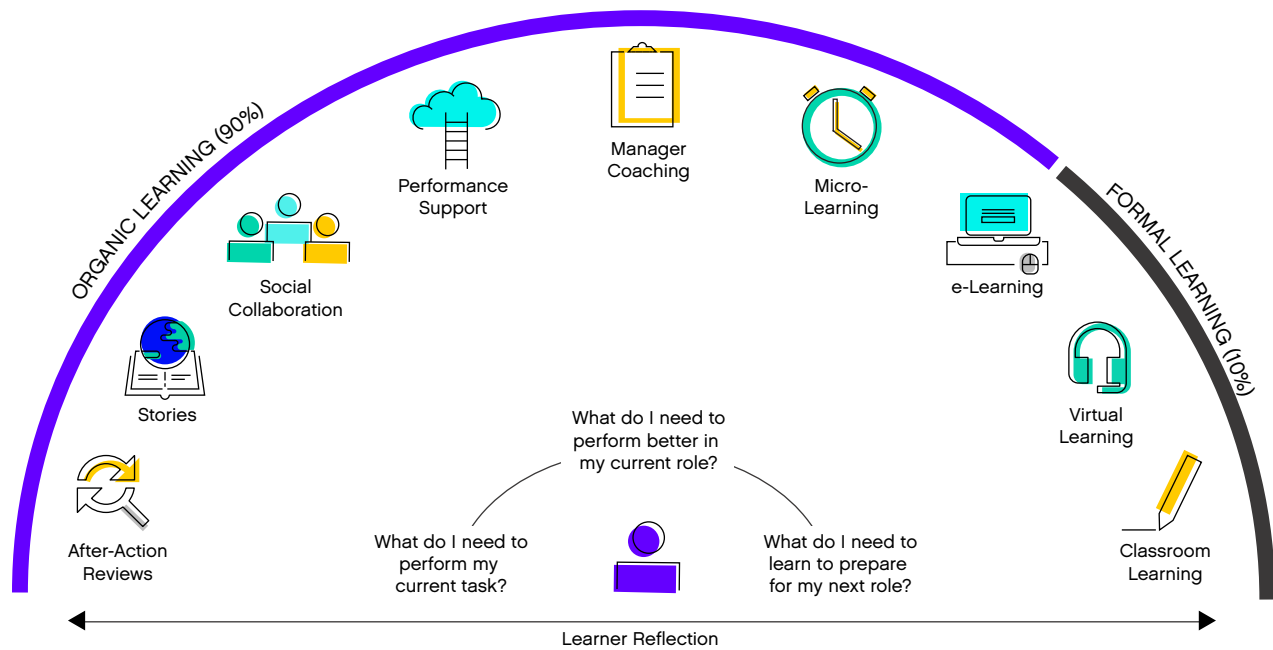 ORGANIC LEARNING (90%)
FORMAL LEARNING (10%)
After-Action
Reviews
Stories
Social
Collaboration
Performance
Support
Manager
Coaching
Micro-
Learning
e-Learning
Virtual
Learning
Classroom
Learning
What do I need to
perform my
current task?
What do I need to
perform better in
my current role?
What do I need to
learn to prepare
for my next role?
Learner Reflection